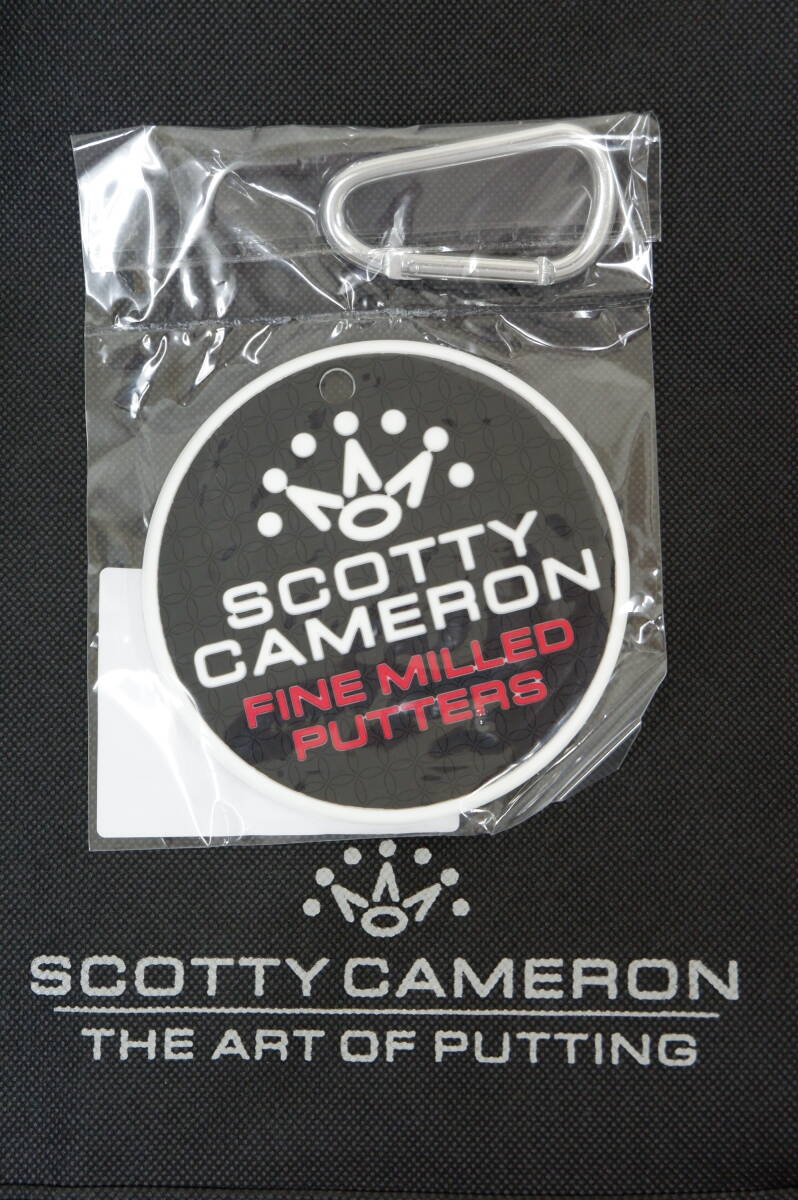 SCOTTY
CAMERON
FINE MILLED
PUTTERS
SCOTTY CAMERON
THE ART OF PUTTING